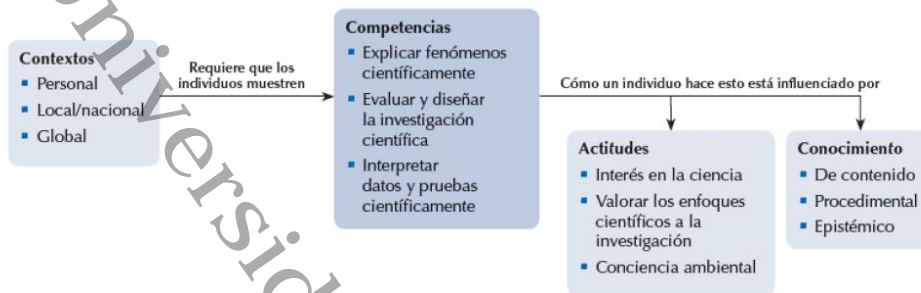 Contextos
Personal
Local/nacional
Global
Requiere que los
individuos muestren
Competencias
Explicar fenómenos
científicamente
Evaluar y diseñar
la investigación
científica
Interpretar
datos y pruebas
científicamente
Cómo un individuo hace esto está influenciado por
Actitudes
Interés en la ciencia
Valorar los enfoques
científicos a la
investigación
Conciencia ambiental
Conocimiento
De contenido
Procedimental
Epistémico